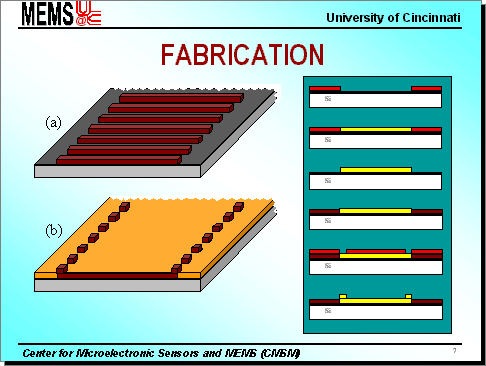 MEMS U
@C
University of Cincinnati
FABRICATION
(a)
(b)
Si
Si
Si
Si
Si
Si
Center for Microelectronic Sensors and MEMS (CMSM)
7